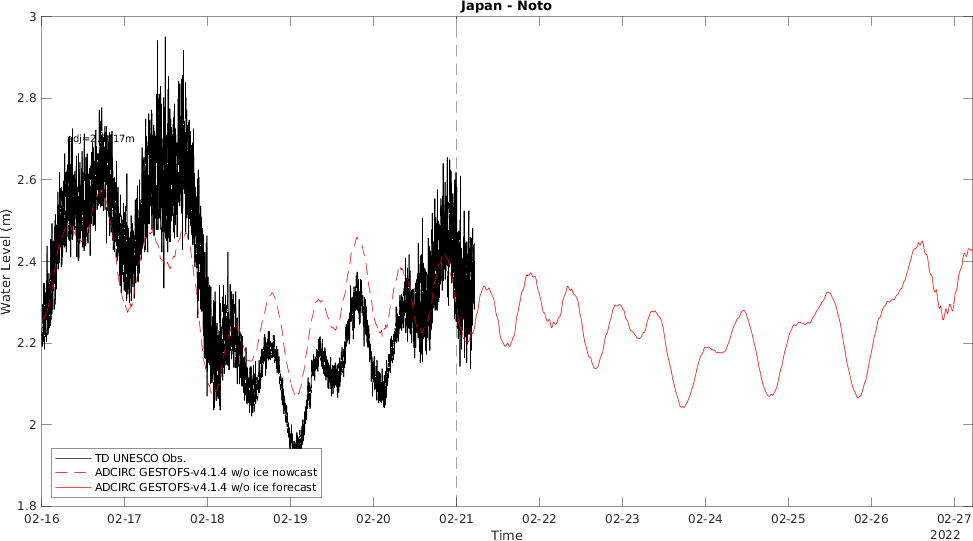 Japan - Noto
3
2.8
2.6
2.4
2.2
2
1.8
Water Level (m)
TD UNESCO Obs.
ADCIRC GESTOFS-v4.1.4 w/o ice nowcast
ADCIRC GESTOFS-v4.1.4 w/o ice forecast
02-16 02-17 02-18 02-19 02-20 02-21 02-22 02-23 02-24 02-25 02-26 02-27
Time 2022